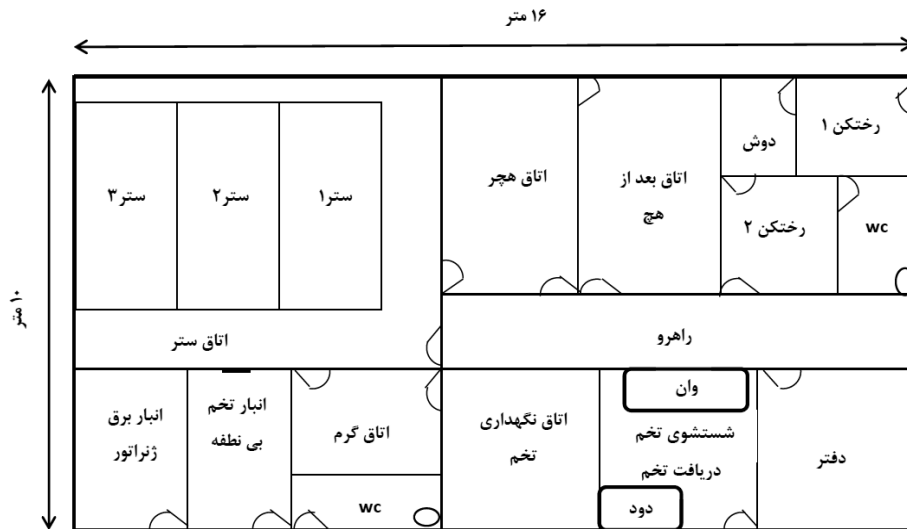 ۱۶ متر
۱۰ متر
رختکن ۱
دوش
اتاق بعد از
هچ
اتاق هچر
ستر۱
ستر۲
ستر۳
wc
رختکن ۲
راهرو
اتاق ستر
وان
شستشوی تخم
دریافت تخم
دود
دفتر
اتاق نگهداری
تخم
اتاق گرم
wc
انبار تخم
بی نطفه
انبار برق
ژنراتور